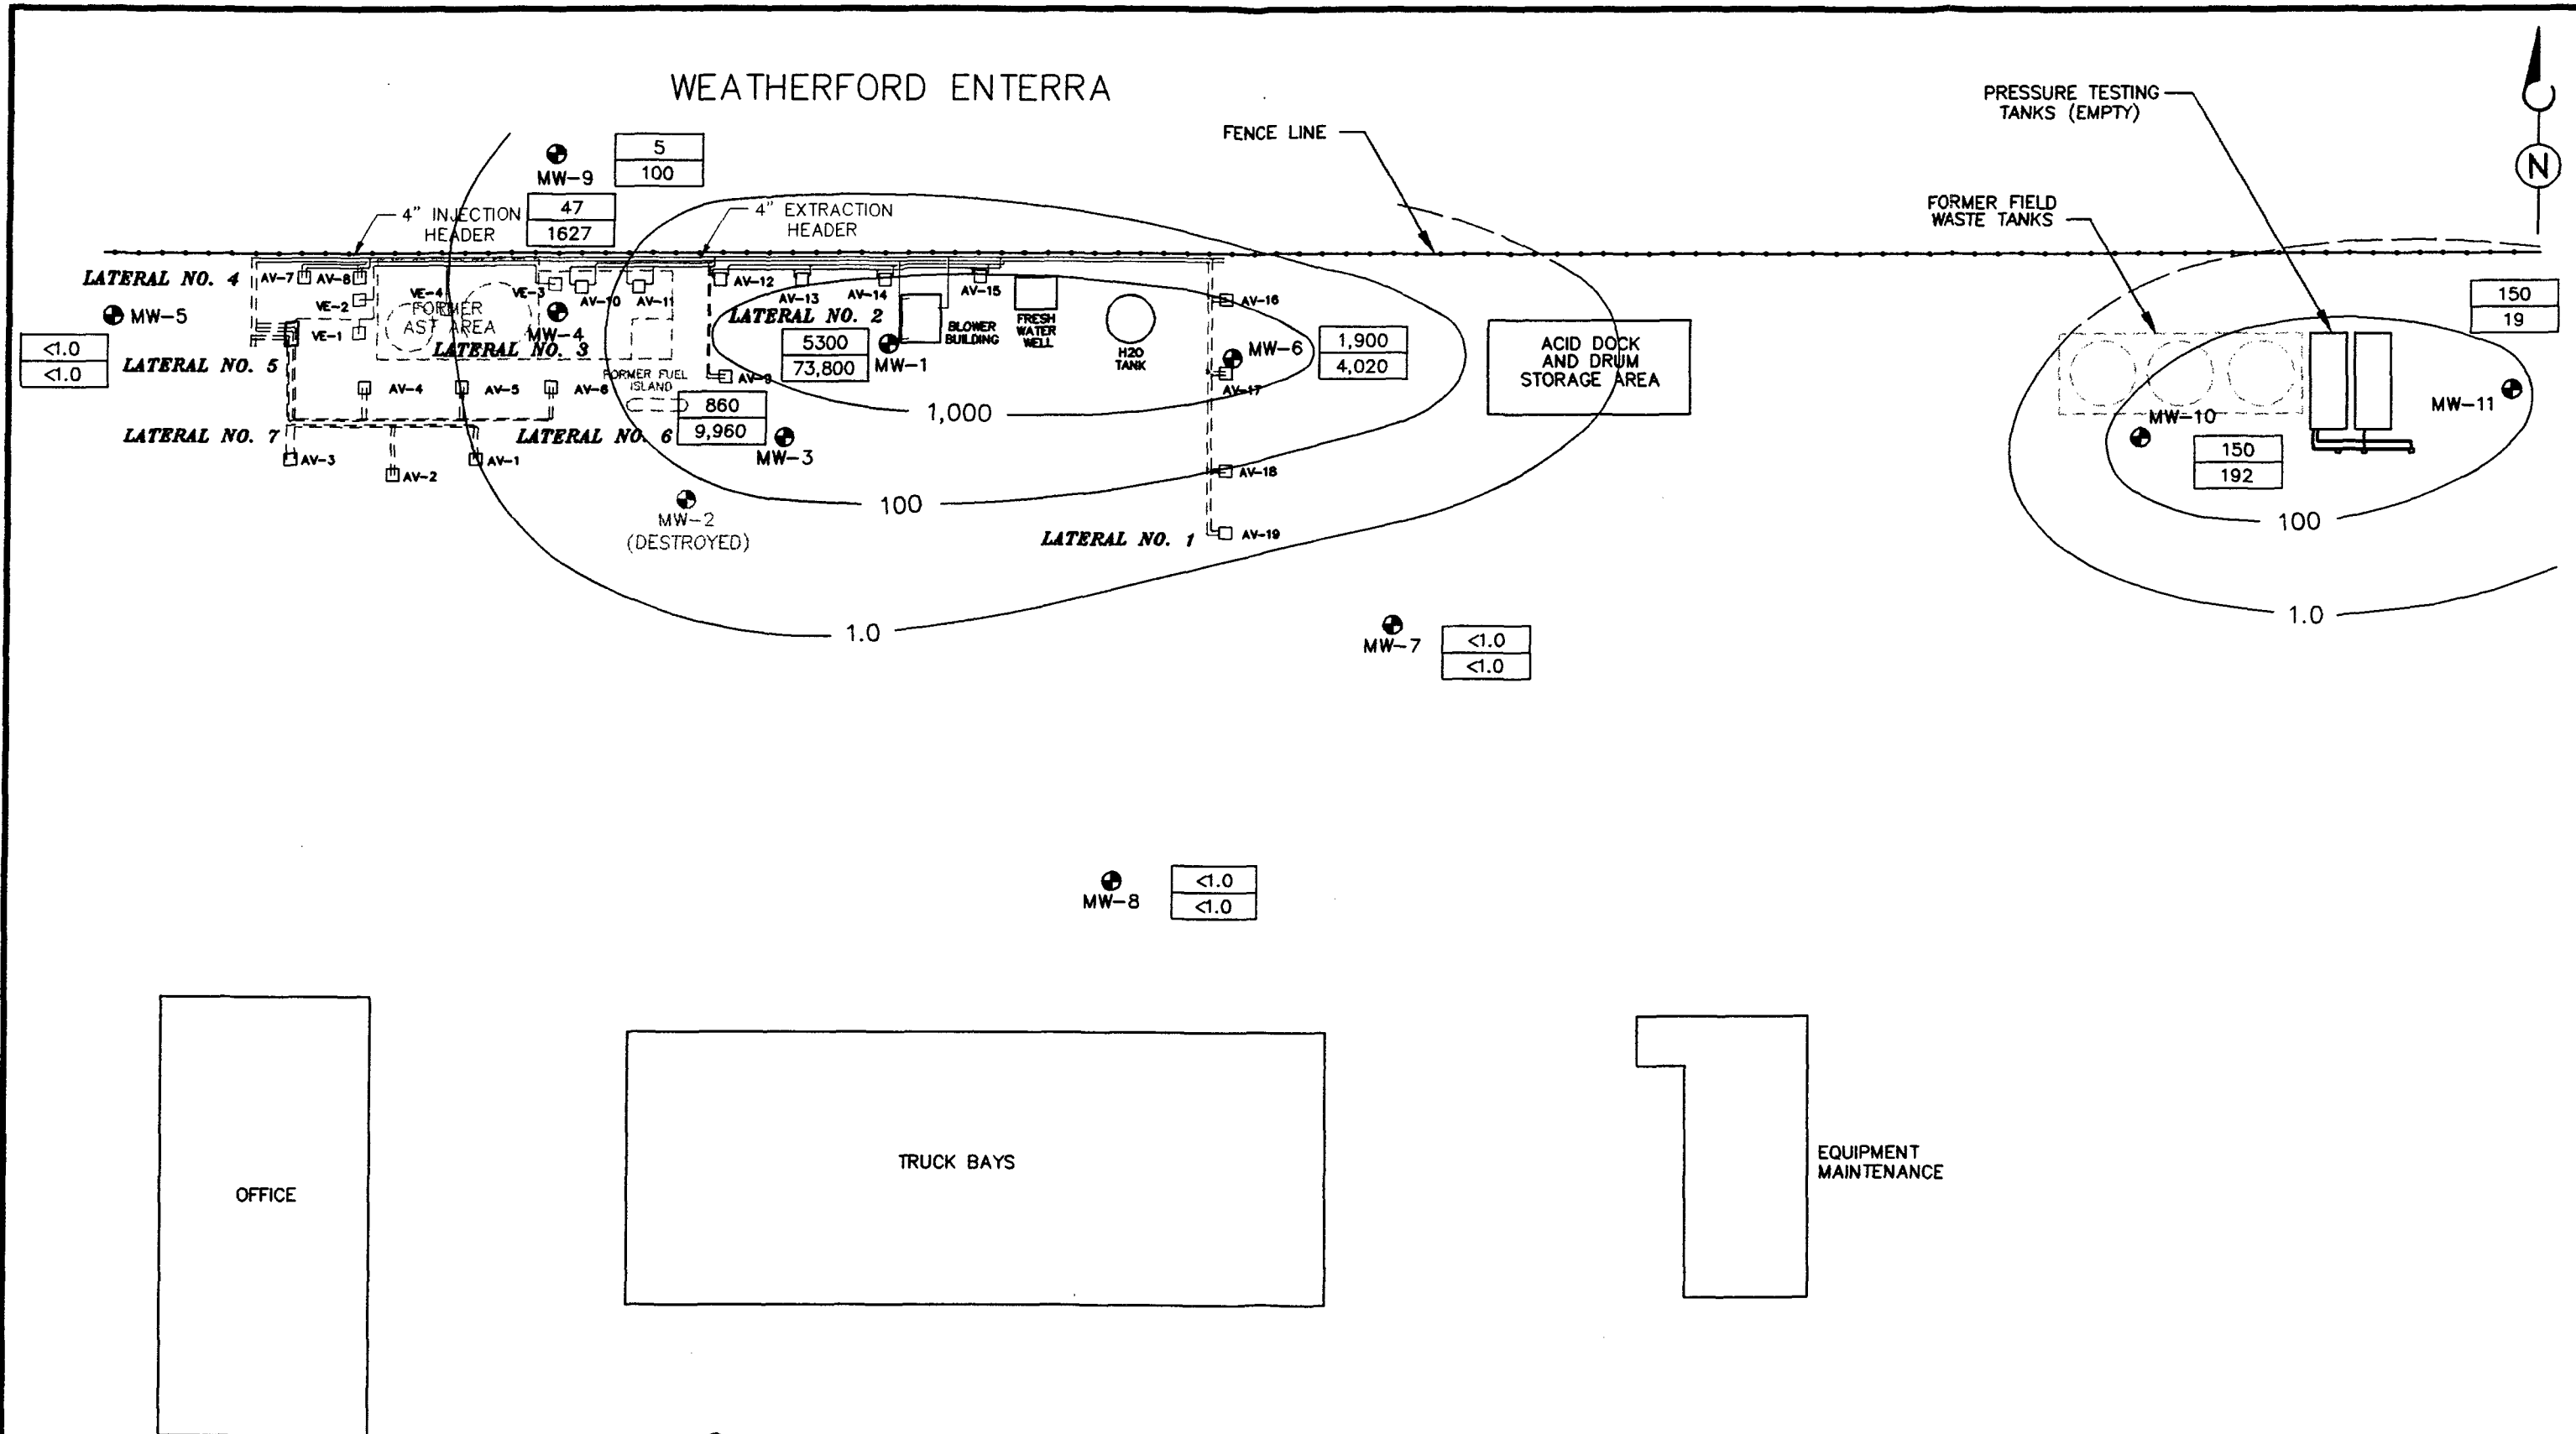 WEATHERFORD ENTERRA
PRESSURE TESTING
TANKS (EMPTY)
FENCE LINE
N
MW-9
5
100
FORMER FIELD
WASTE TANKS
4" INJECTION
HEADER
47
1627
4" EXTRACTION
HEADER
LATERAL NO. 4
AV-7
AV-8
VE-4
VE-3
AV-10
AV-11
AV-12
AV-13
AV-14
AV-15
AV-16
150
19
MW-5
VE-2
VE-1
FORMER
AST AREA
MW-4
LATERAL NO. 3
LATERAL NO. 2
5300
73,800
MW-1
BLOWER
BUILDING
FRESH
WATER
WELL
H2O
TANK
MW-6
1,900
4,020
ACID DOCK
AND DRUM
STORAGE AREA
<1.0
<1.0
LATERAL NO. 5
AV-4
AV-5
AV-6
FORMER FUEL
ISLAND
AV-9
AV-17
1,000
MW-10
MW-11
860
9,960
LATERAL NO. 7
LATERAL NO. 6
MW-3
150
192
AV-3
AV-2
AV-1
AV-18
100
100
MW-2
(DESTROYED)
LATERAL NO. 1
AV-19
1.0
1.0
MW-7
<1.0
<1.0
MW-8
<1.0
<1.0
OFFICE
TRUCK BAYS
EQUIPMENT
MAINTENANCE